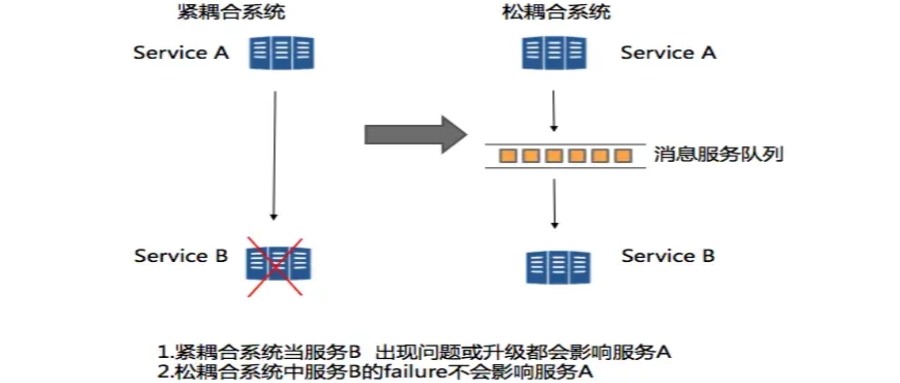 紧耦合系统
松耦合系统
Service A
Service A
消息服务队列
Service B
Service B
1.紧耦合系统当服务B 出现问题或升级都会影响服务A
2.松耦合系统中服务B的failure不会影响服务A